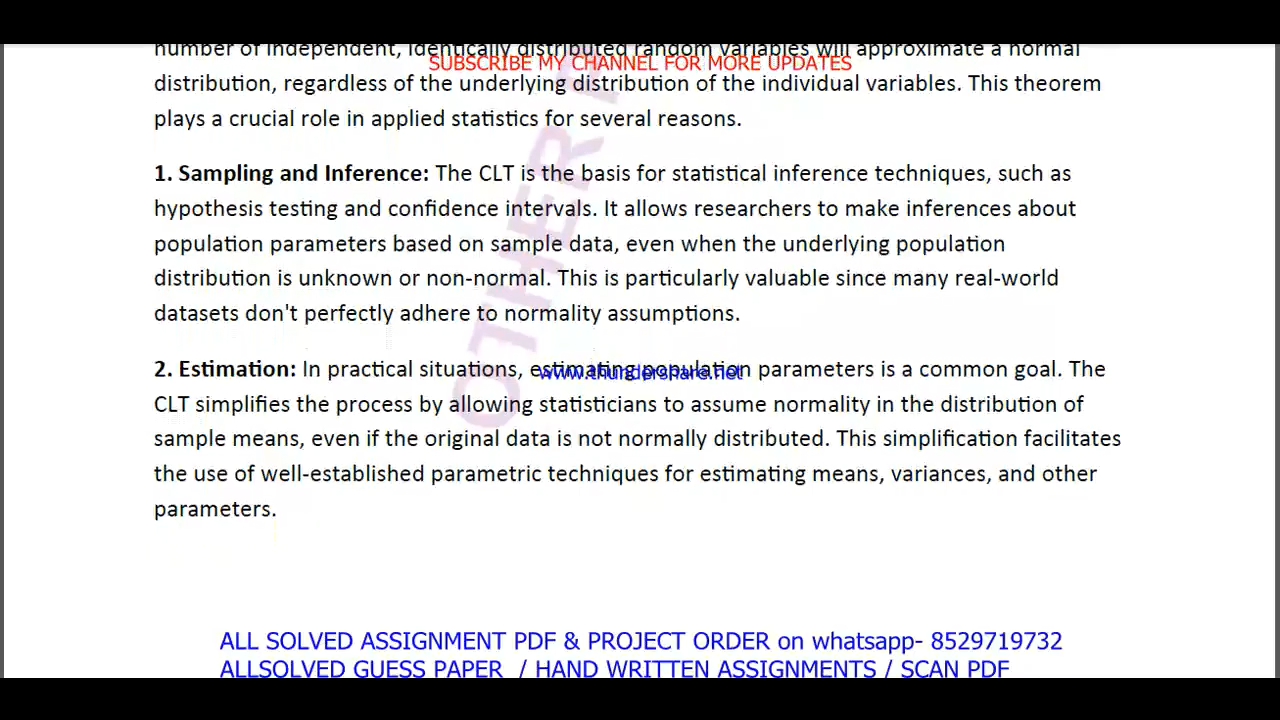 number of independent, identically distributed random variables will approximate a normal
SUBSCRIBE MY CHANNEL FOR MORE UPDATES
distribution, regardless of the underlying distribution of the individual variables. This theorem
plays a crucial role in applied statistics for several reasons.
1. Sampling and Inference: The CLT is the basis for statistical inference techniques, such as
hypothesis testing and confidence intervals. It allows researchers to make inferences about
population parameters based on sample data, even when the underlying population
distribution is unknown or non-normal. This is particularly valuable since many real-world
datasets don't perfectly adhere to normality assumptions.
2. Estimation: In practical situations, estimating population parameters is a common goal. The
www.thundershare.net
CLT simplifies the process by allowing statisticians to assume normality in the distribution of
sample means, even if the original data is not normally distributed. This simplification facilitates
the use of well-established parametric techniques for estimating means, variances, and other
parameters.
OTHER
ALL SOLVED ASSIGNMENT PDF & PROJECT ORDER on whatsapp- 8529719732
ALLSOLVED GUESS PAPER / HAND WRITTEN ASSIGNMENTS / SCAN PDF